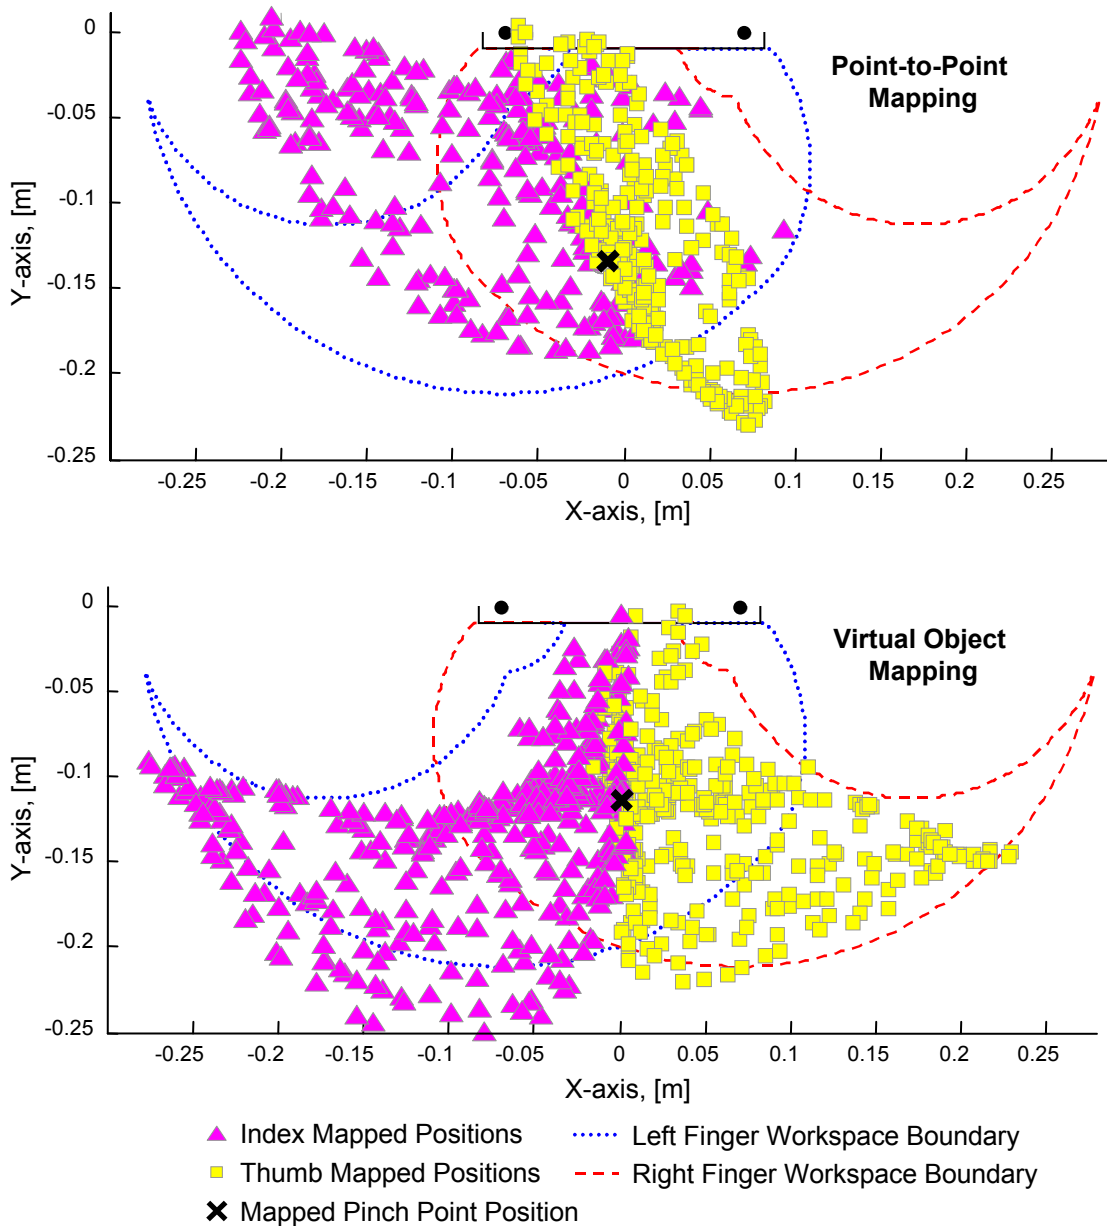 Point-to-Point
Mapping
0
-0.05
-0.1
-0.15
-0.2
-0.25
Y-axis, [m]
-0.25 -0.2 -0.15 -0.1 -0.05 0 0.05 0.1 0.15 0.2 0.25
X-axis, [m]
Virtual Object
Mapping
0
-0.05
-0.1
-0.15
-0.2
-0.25
Y-axis, [m]
-0.25 -0.2 -0.15 -0.1 -0.05 0 0.05 0.1 0.15 0.2 0.25
X-axis, [m]
Index Mapped Positions
Left Finger Workspace Boundary
Thumb Mapped Positions
Right Finger Workspace Boundary
Mapped Pinch Point Position